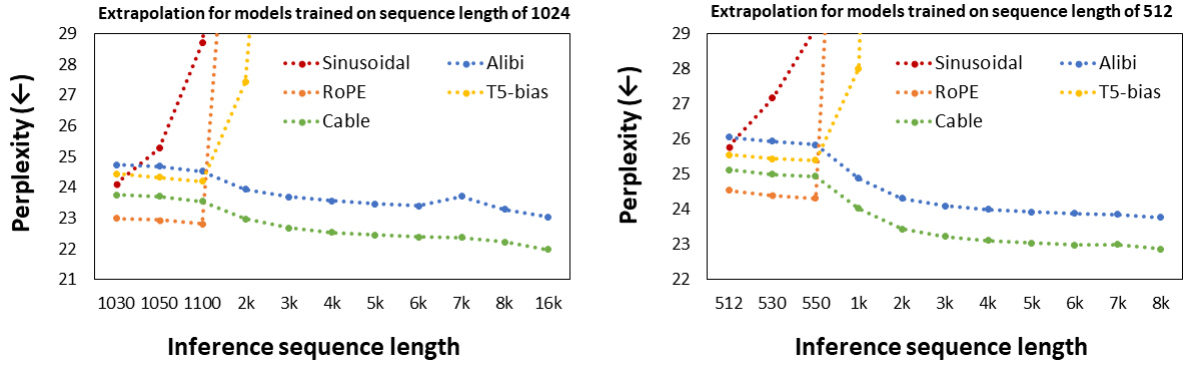 Extrapolation for models trained on sequence length of 1024
Perplexity (←)
29
28
27
26
25
24
23
22
21
Sinusoidal
Alibi
RoPE
T5-bias
Cable
1030 1050 1100 2k 3k 4k 5k 6k 7k 8k 16k
Inference sequence length
Extrapolation for models trained on sequence length of 512
Perplexity (←)
29
28
27
26
25
24
23
22
Sinusoidal
Alibi
RoPE
T5-bias
Cable
512 530 550 1k 2k 3k 4k 5k 6k 7k 8k
Inference sequence length